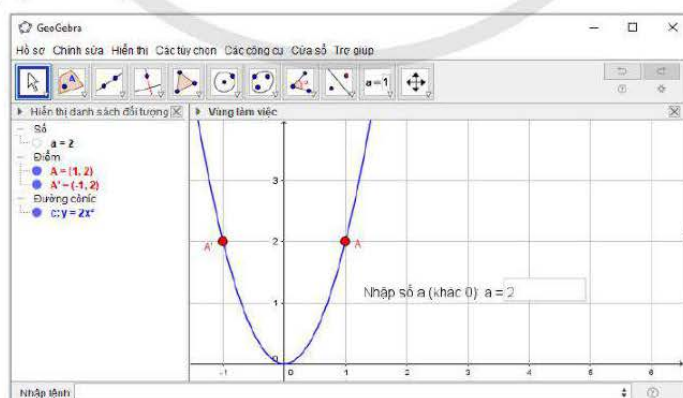 GeoGebra
Hồ sơ Chỉnh sửa Hiển thị Các tùy chọn Các công cụ Cửa sổ Trợ giúp
a=1
Hiển thị danh sách đối tượng
Vùng làm việc
Số
a = 2
Điểm
A = (1, 2)
A' = (-1, 2)
Đường cônic
c: y = 2x²
3
2
1
0
A'
A
Nhập số a (khác 0): a = 2
-1 0 1 2 3 4 5 6
Nhập lệnh